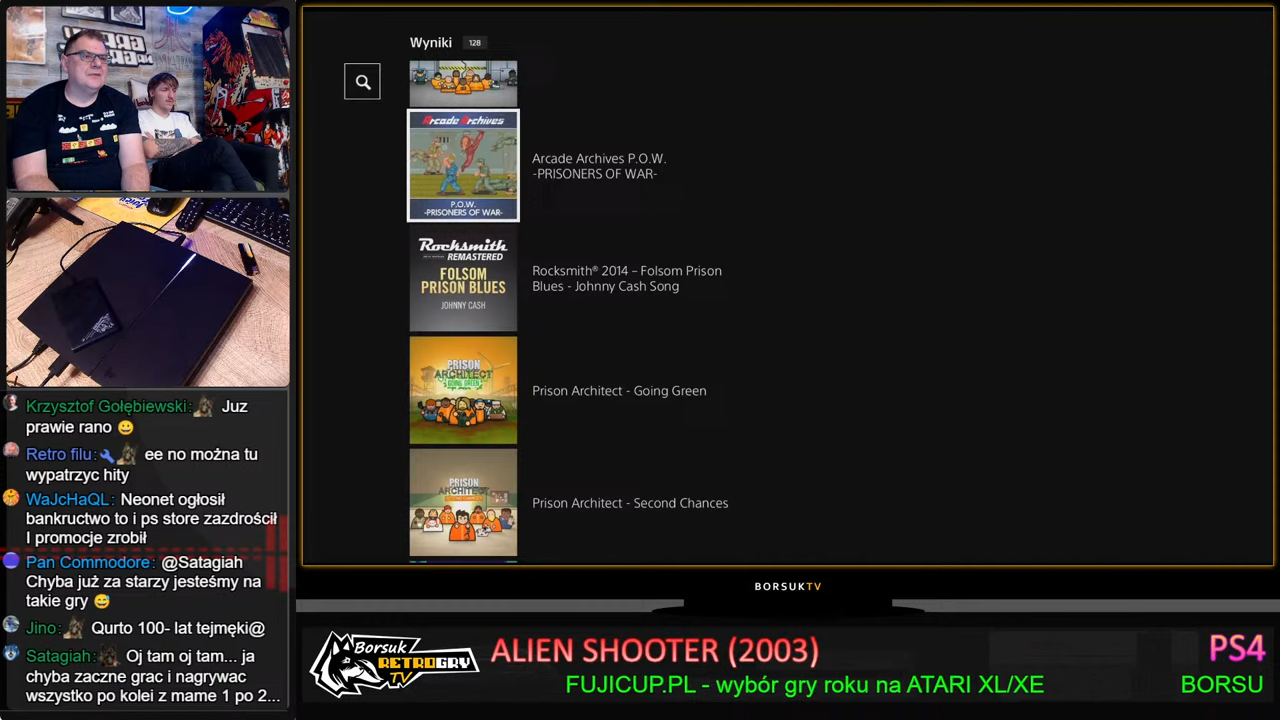 Wyniki 128
Arcade Archives
P.O.W.
-PRISONERS OF WAR-
Arcade Archives P.O.W.
-PRISONERS OF WAR-
Rocksmith
REMASTERED
FOLSOM
PRISON BLUES
JOHNNY CASH
Rocksmith® 2014 – Folsom Prison
Blues - Johnny Cash Song
PRISON
ARCHITECT
GOING GREEN
Prison Architect - Going Green
PRISON
ARCHITECT
Prison Architect - Second Chances
Krzysztof Gołębiewski: Juz
prawie rano
Retro filu: ee no można tu
wypatrzyc hity
WaJcHaQL: Neonet ogłosił
bankructwo to i ps store zazdrościł
I promocje zrobił
Pan Commodore: @Satagiah
Chyba już za starzy jesteśmy na
takie gry
Jino: Qurto 100- lat tejmęki@
Satagiah: Oj tam oj tam... ja
chyba zaczne grac i nagrywac
wszystko po kolei z mame 1 po 2...
BORSUKTV
Borsuk
RETROGRY
TV
ALIEN SHOOTER (2003)
PS4
FUJICUP.PL - wybór gry roku na ATARI XL/XE
BORSU